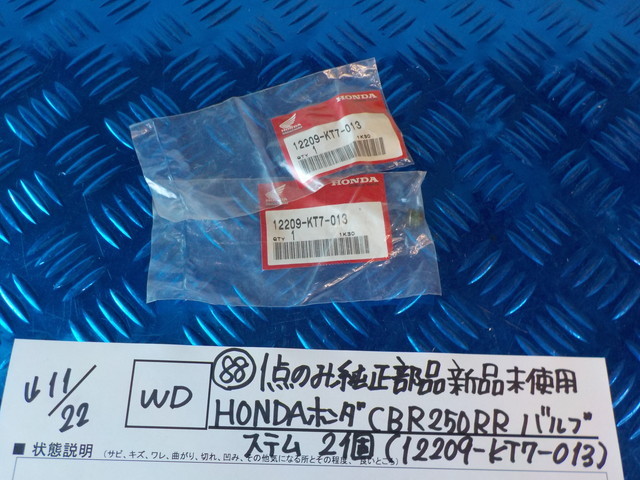 HONDA
HONDA
12209-KT7-013
QTY 1 1K30
HONDA
12209-KT7-013
QTY 1 1K30
↓11/22
WD
88 1点のみ純正部品新品未使用
HONDAホンダCBR250RR バルブ
ステム 2個(12209-KT7-013)
■ 状態説明 (サビ、キズ、ワレ、曲がり、切れ、凹み、その他気になる所とその程度、良いところ)